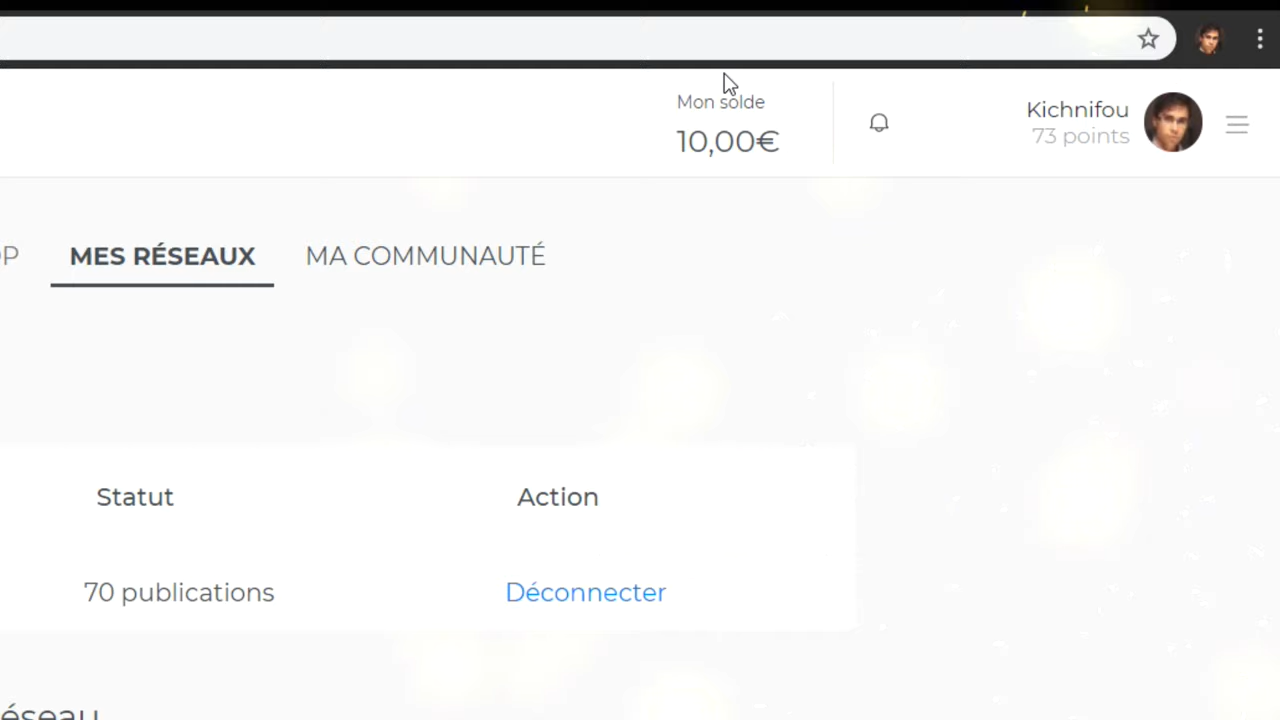 Mon solde
10,00€
Kichnifou
73 points
MES RÉSEAUX
MA COMMUNAUTÉ
Statut
Action
70 publications
Déconnecter